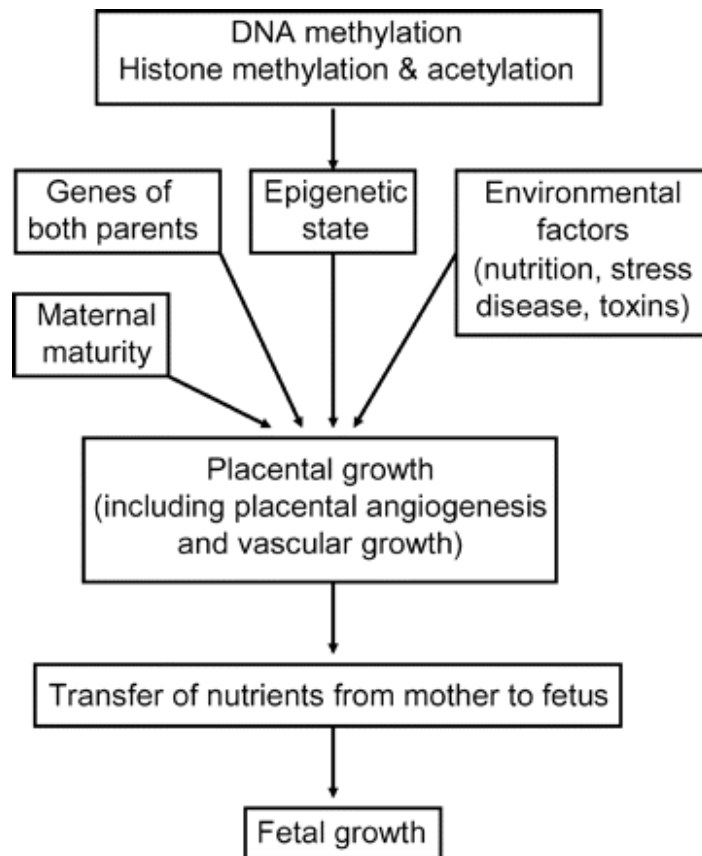 DNA methylation
Histone methylation & acetylation
Genes of
both parents
Epigenetic
state
Environmental
factors
(nutrition, stress
disease, toxins)
Maternal
maturity
Placental growth
(including placental angiogenesis
and vascular growth)
Transfer of nutrients from mother to fetus
Fetal growth